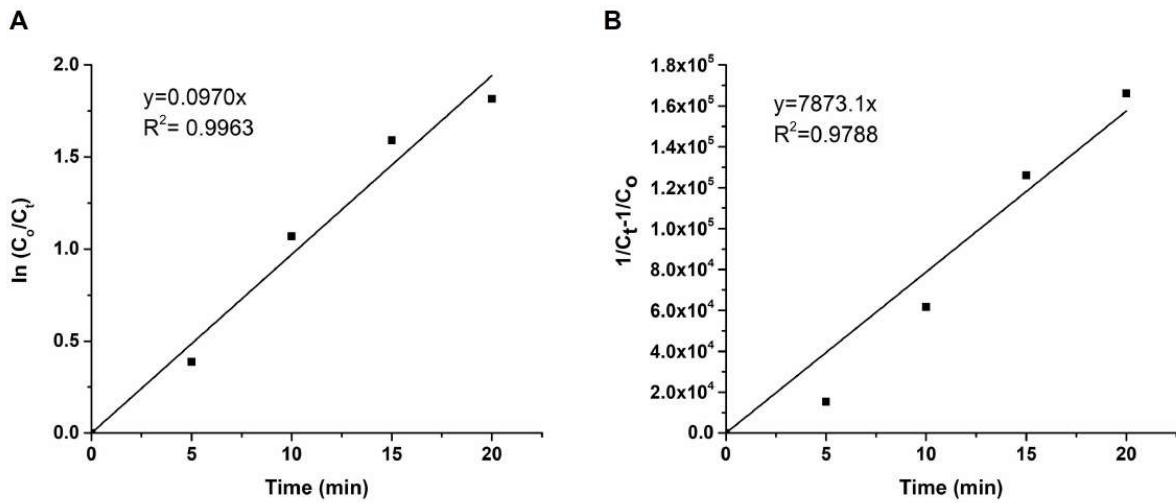 A
2.0
1.5
1.0
0.5
0.0
ln (C₀/Cₜ)
y=0.0970x
R²= 0.9963
0 5 10 15 20
Time (min)
B
1.8x10⁵
1.6x10⁵
1.4x10⁵
1.2x10⁵
1.0x10⁵
8.0x10⁴
6.0x10⁴
4.0x10⁴
2.0x10⁴
0.0
1/Cₜ-1/C₀
y=7873.1x
R²=0.9788
0 5 10 15 20
Time (min)